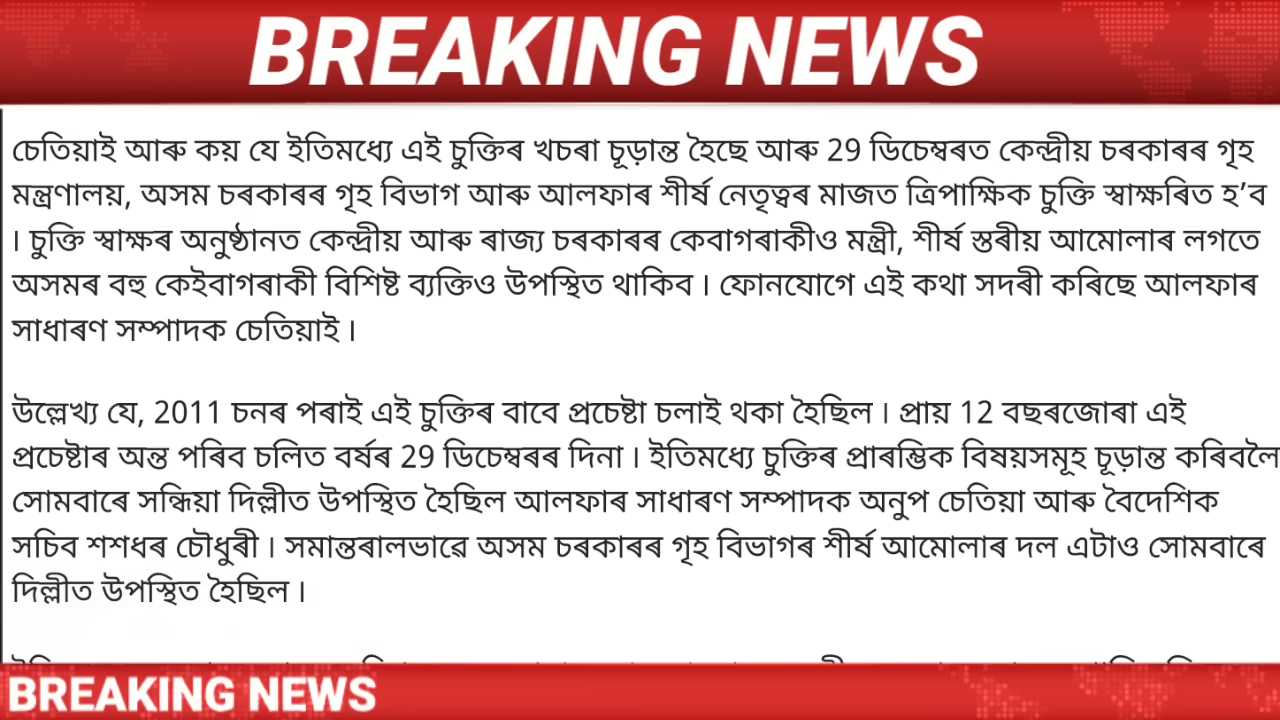 BREAKING NEWS
চেতিয়াই আৰু কয় যে ইতিমধ্যে এই চুক্তিৰ খচৰা চূড়ান্ত হৈছে আৰু 29 ডিচেম্বৰত কেন্দ্ৰীয় চৰকাৰৰ গৃহ
মন্ত্ৰণালয়, অসম চৰকাৰৰ গৃহ বিভাগ আৰু আলফাৰ শীৰ্ষ নেতৃত্বৰ মাজত ত্ৰিপাক্ষিক চুক্তি স্বাক্ষৰিত হ’ব
। চুক্তি স্বাক্ষৰ অনুষ্ঠানত কেন্দ্ৰীয় আৰু ৰাজ্য চৰকাৰৰ কেবাগৰাকীও মন্ত্ৰী, শীৰ্ষ স্তৰীয় আমোলাৰ লগতে
অসমৰ বহু কেইবাগৰাকী বিশিষ্ট ব্যক্তিও উপস্থিত থাকিব । ফোনযোগে এই কথা সদৰী কৰিছে আলফাৰ
সাধাৰণ সম্পাদক চেতিয়াই ।
উল্লেখ্য যে, 2011 চনৰ পৰাই এই চুক্তিৰ বাবে প্ৰচেষ্টা চলাই থকা হৈছিল । প্ৰায় 12 বছৰজোৰা এই
প্ৰচেষ্টাৰ অন্ত পৰিব চলিত বৰ্ষৰ 29 ডিচেম্বৰৰ দিনা । ইতিমধ্যে চুক্তিৰ প্ৰাৰম্ভিক বিষয়সমূহ চূড়ান্ত কৰিবলৈ
সোমবাৰে সন্ধিয়া দিল্লীত উপস্থিত হৈছিল আলফাৰ সাধাৰণ সম্পাদক অনুপ চেতিয়া আৰু বৈদেশিক
সচিব শশধৰ চৌধুৰী । সমান্তৰালভাৱে অসম চৰকাৰৰ গৃহ বিভাগৰ শীৰ্ষ আমোলাৰ দল এটাও সোমবাৰে
দিল্লীত উপস্থিত হৈছিল ।
BREAKING NEWS